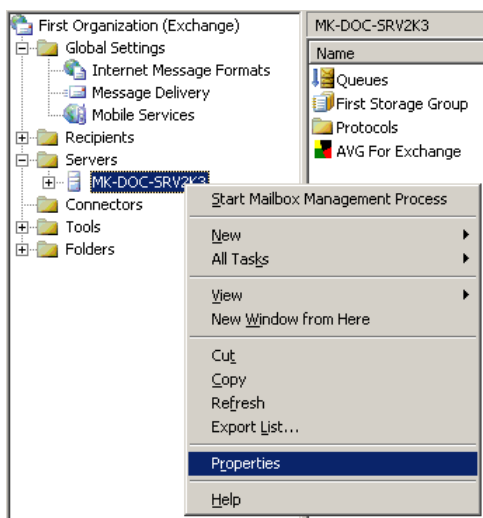 First Organization (Exchange)
Global Settings
Internet Message Formats
Message Delivery
Mobile Services
Recipients
Servers
MK-DOC-SRV2K3
Connectors
Tools
Folders
MK-DOC-SRV2K3
Name
Queues
First Storage Group
Protocols
AVG For Exchange
Start Mailbox Management Process
New
All Tasks
View
New Window from Here
Cut
Copy
Refresh
Export List...
Properties
Help